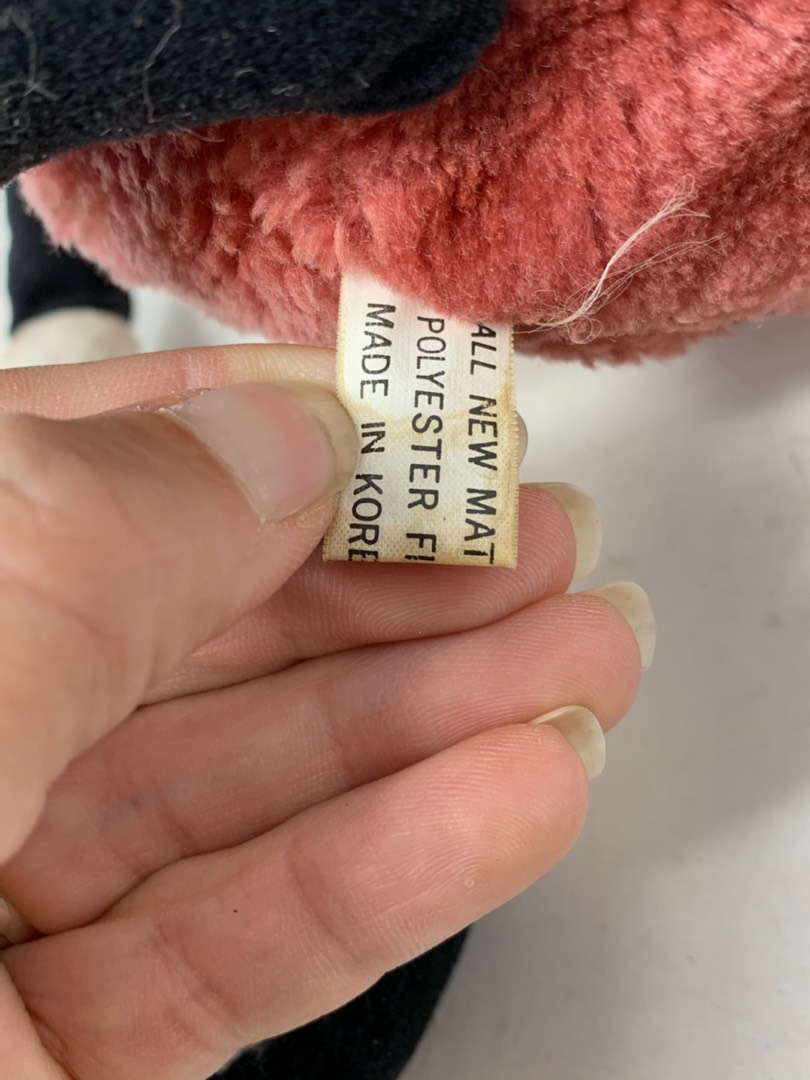 ALL NEW MAT
POLYESTER FI
MADE IN KORE